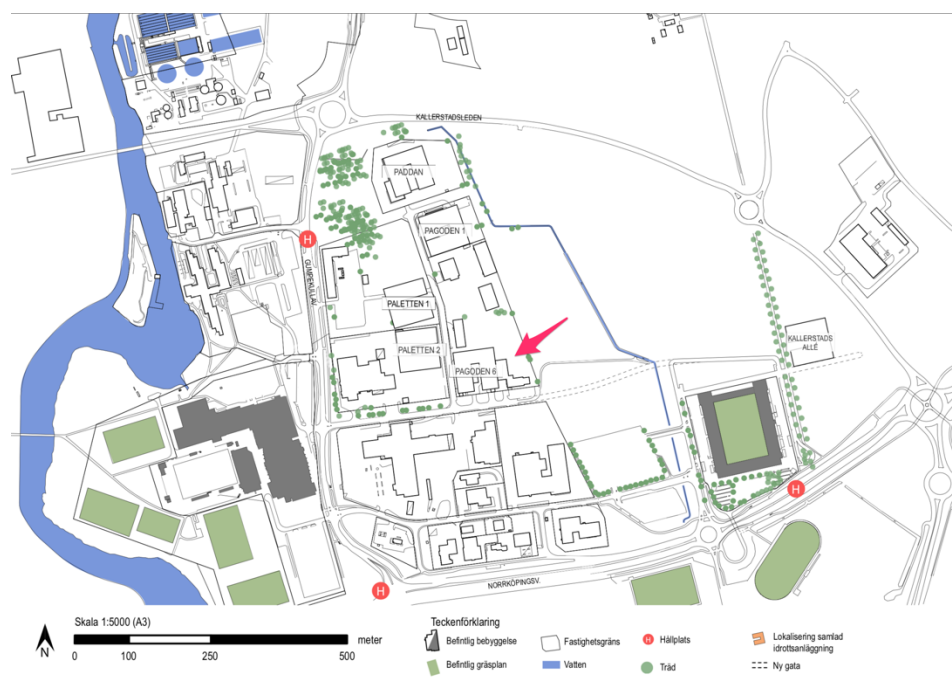 KALLERSTADSLEDEN
PADDAN
PAGODEN 1
H
GUMPEKULLAV.
PALETTEN 1
KALLERSTADS
ALLÉ
PALETTEN 2
PAGODEN 6
H
H
NORRKÖPINGSV.
N
Skala 1:5000 (A3)
0
100
250
500
meter
Teckenförklaring
Befintlig bebyggelse
Fastighetsgräns
H
Hållplats
Lokalisering samlad
idrottsanläggning
Befintlig gräsplan
Vatten
Träd
Ny gata